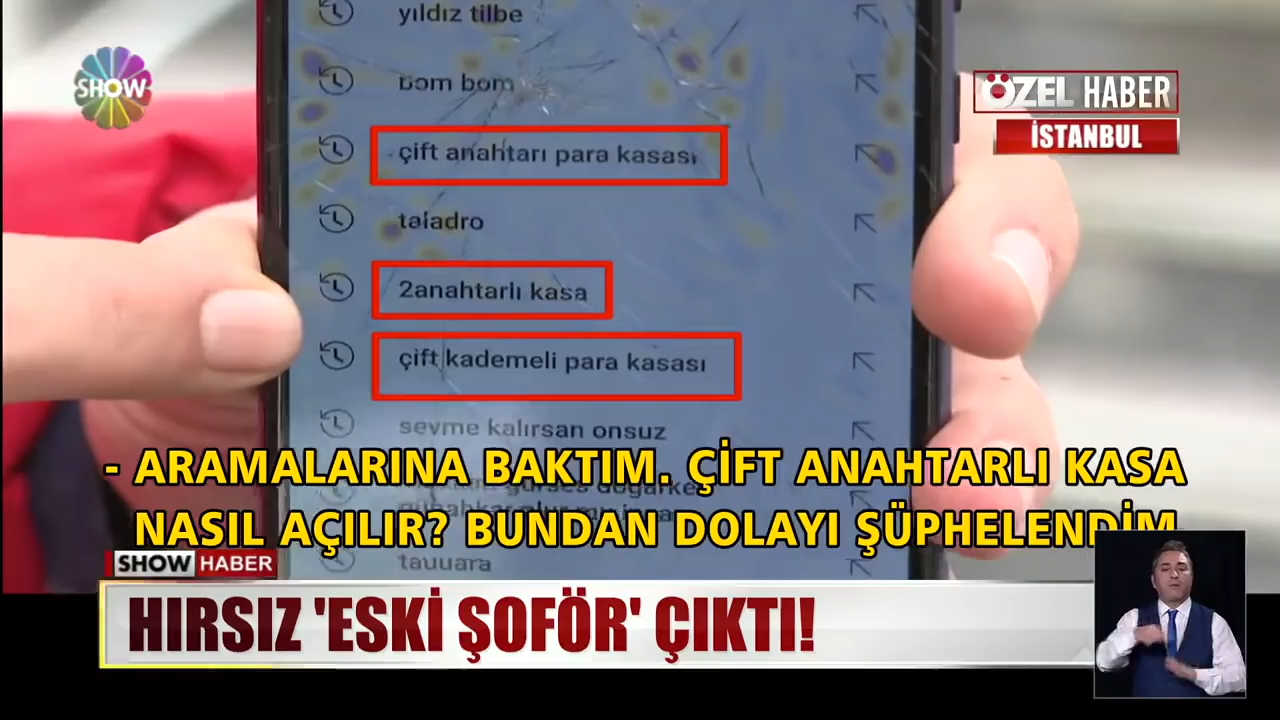 yıldız tilbe
SHOW
bom bom
ÖZEL HABER
İSTANBUL
çift anahtarı para kasası
taladro
2anahtarlı kasa
çift kademeli para kasası
sevme kalırsan onsuz
- ARAMALARINA BAKTIM. ÇİFT ANAHTARLI KASA
NASIL AÇILIR? BUNDAN DOLAYI ŞÜPHELENDİM
SHOW HABER
HIRSIZ 'ESKİ ŞOFÖR' ÇIKTI!